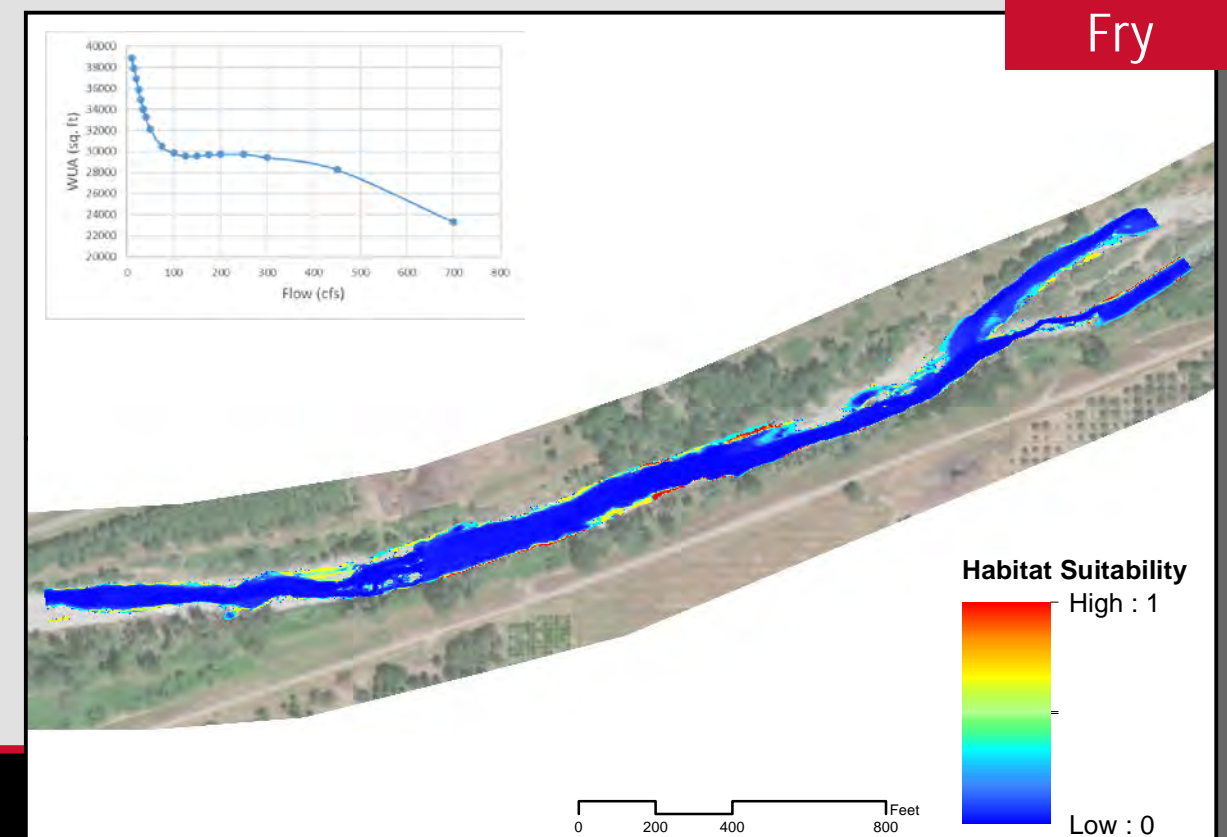 Fry
40000
38000
36000
34000
32000
30000
28000
26000
24000
22000
20000
WUA (sq. ft)
0 100 200 300 400 500 600 700 800
Flow (cfs)
Habitat Suitability
High : 1
Low : 0
Feet
0 200 400 800